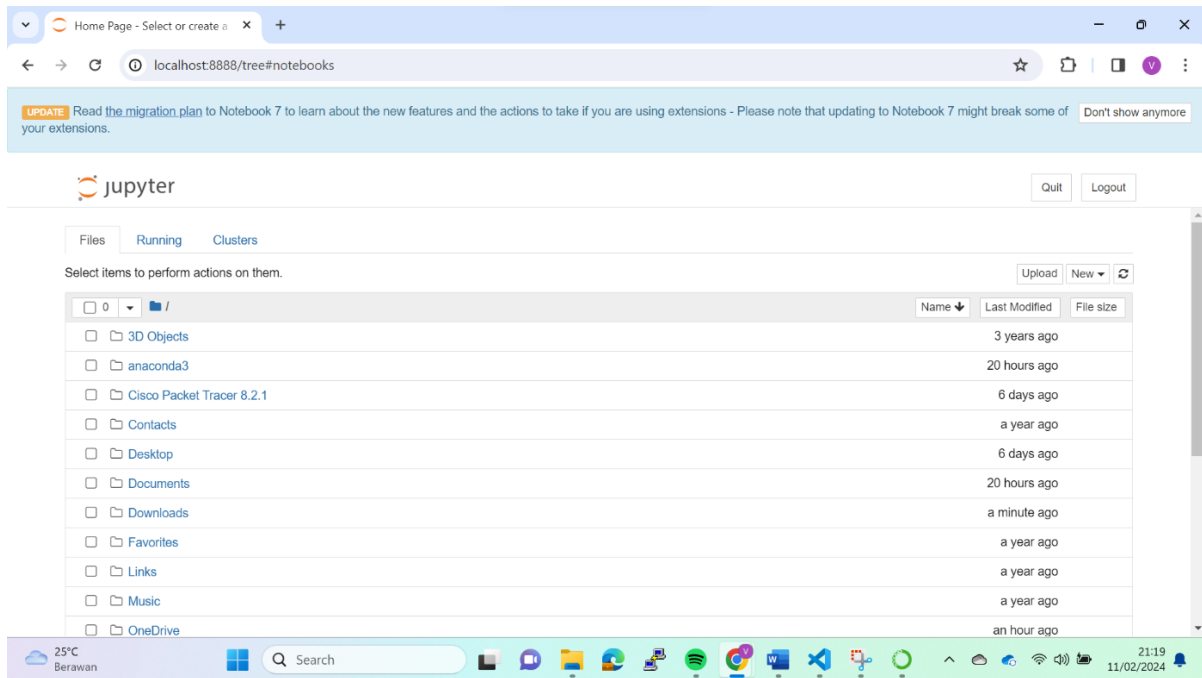 Home Page - Select or create a
localhost:8888/tree#notebooks
V
UPDATE Read the migration plan to Notebook 7 to learn about the new features and the actions to take if you are using extensions - Please note that updating to Notebook 7 might break some of
your extensions.
Don't show anymore
jupyter
Quit Logout
Files Running Clusters
Select items to perform actions on them.
Upload New
0 / Name Last Modified File size
3D Objects 3 years ago
anaconda3 20 hours ago
Cisco Packet Tracer 8.2.1 6 days ago
Contacts a year ago
Desktop 6 days ago
Documents 20 hours ago
Downloads a minute ago
Favorites a year ago
Links a year ago
Music a year ago
OneDrive an hour ago
25°C
Berawan
Search
21:19
11/02/2024